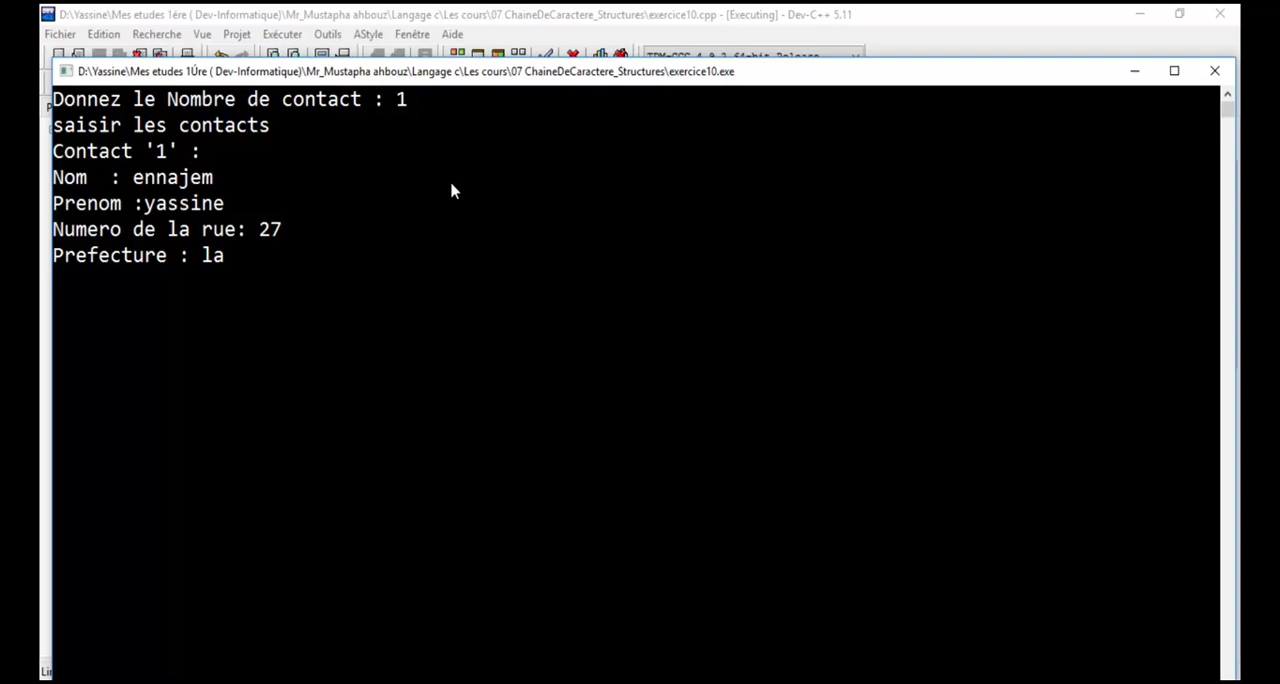 D:\Yassine\Mes etudes 1ére ( Dev-Informatique)\Mr_Mustapha ahbouz\Langage c\Les cours\07 ChaineDeCaractere_Structures\exercice10.cpp - [Executing] - Dev-C++ 5.11
Fichier Edition Recherche Vue Projet Exécuter Outils AStyle Fenêtre Aide
D:\Yassine\Mes etudes 1Úre ( Dev-Informatique)\Mr_Mustapha ahbouz\Langage c\Les cours\07 ChaineDeCaractere_Structures\exercice10.exe
Donnez le Nombre de contact : 1
saisir les contacts
Contact '1' :
Nom : ennajem
Prenom :yassine
Numero de la rue: 27
Prefecture : la